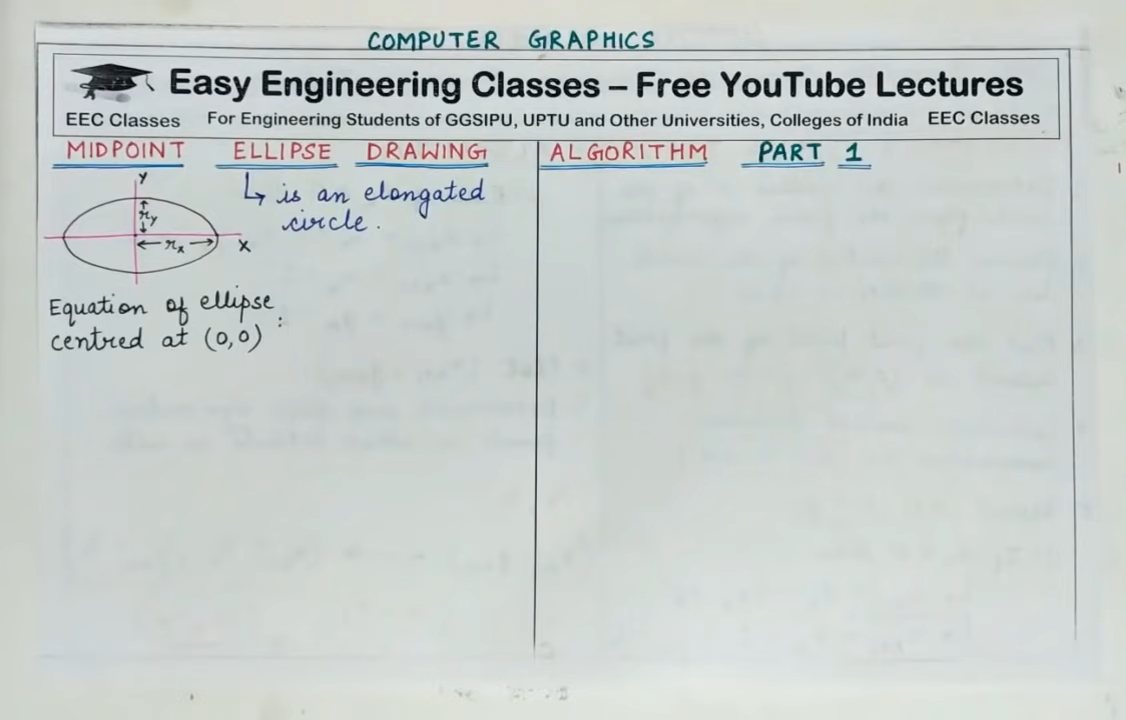 COMPUTER GRAPHICS
Easy Engineering Classes – Free YouTube Lectures
EEC Classes For Engineering Students of GGSIPU, UPTU and Other Universities, Colleges of India EEC Classes
MIDPOINT ELLIPSE DRAWING ALGORITHM PART 1
↳ is an elongated
circle.
Y
ry
rx
X
Equation of ellipse
centred at (0,0) :